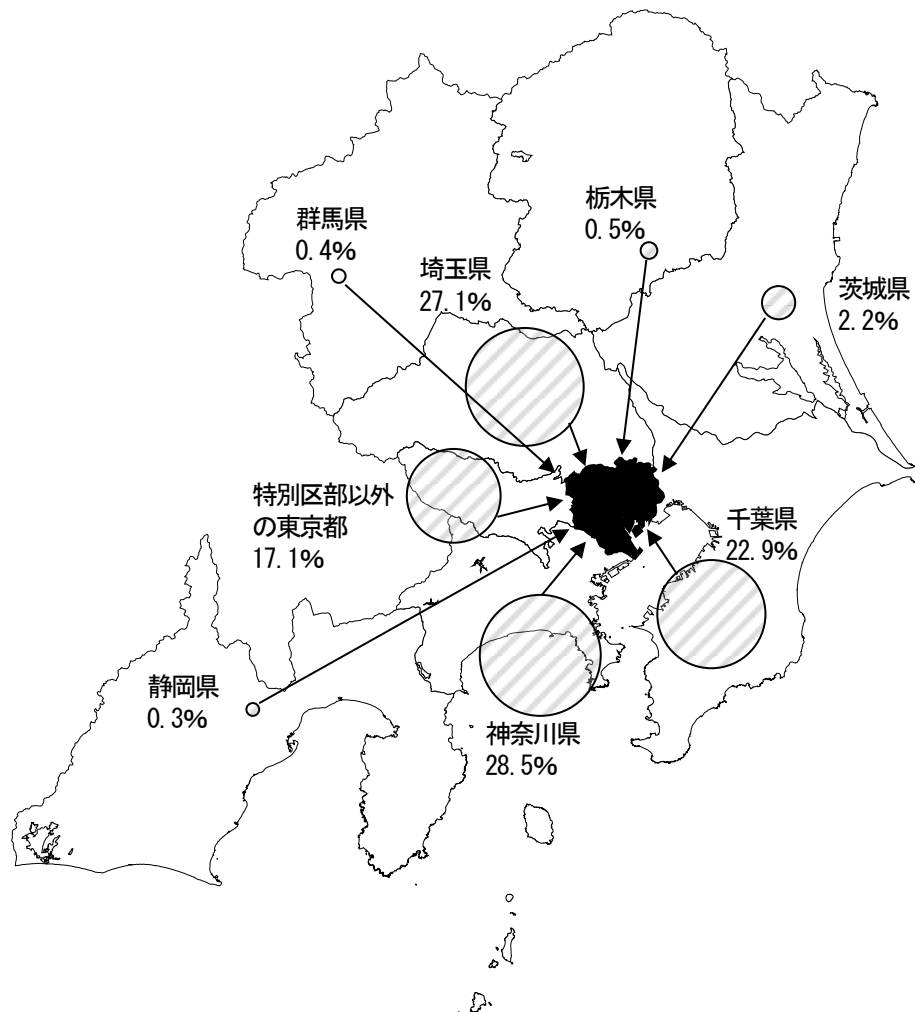 群馬県
0.4%
栃木県
0.5%
埼玉県
27.1%
茨城県
2.2%
特別区部以外
の東京都
17.1%
千葉県
22.9%
静岡県
0.3%
神奈川県
28.5%